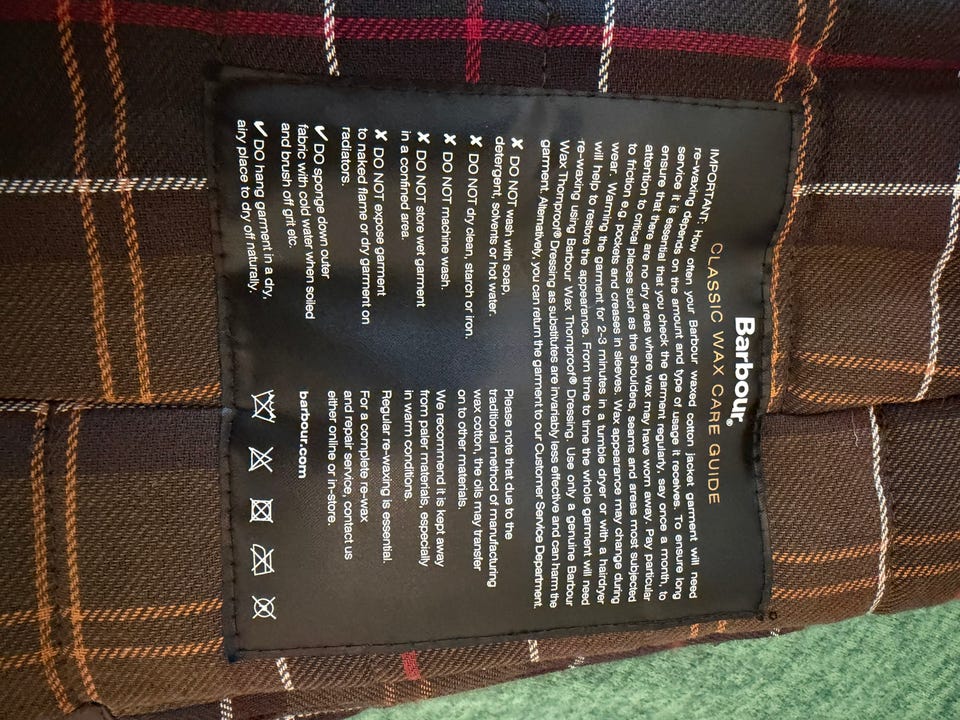 Barbour®
CLASSIC WAX CARE GUIDE
IMPORTANT: How often your Barbour waxed cotton jacket garment will need
re-waxing depends on the amount and type of usage it receives. To ensure long
service it is essential that you check the garment regularly, say once a month, to
ensure that there are no dry areas where wax may have worn away. Pay particular
attention to critical places such as the shoulders, seams and areas most subjected
to friction e.g. pockets and creases in sleeves. Wax appearance may change during
wear. Warming the garment for 2-3 minutes in a tumble dryer or with a hairdryer
will help to restore the appearance. From time to time the whole garment will need
re-waxing using Barbour Wax Thornproof® Dressing. Use only a genuine Barbour
Wax Thornproof® Dressing as substitutes are invariably less effective and can harm the
garment. Alternatively, you can return the garment to our Customer Service Department.
✘ DO NOT wash with soap,
detergent, solvents or hot water.
✘ DO NOT dry clean, starch or iron.
✘ DO NOT machine wash.
✘ DO NOT store wet garment
in a confined area.
✘ DO NOT expose garment
to naked flame or dry garment on
radiators.
✔ DO sponge down outer
fabric with cold water when soiled
and brush off grit etc.
✔ DO hang garment in a dry,
airy place to dry off naturally.
Please note that due to the
traditional method of manufacturing
wax cotton, the oils may transfer
on to other materials.
We recommend it is kept away
from paler materials, especially
in warm conditions.
Regular re-waxing is essential.
For a complete re-wax
and repair service, contact us
either online or in-store.
barbour.com